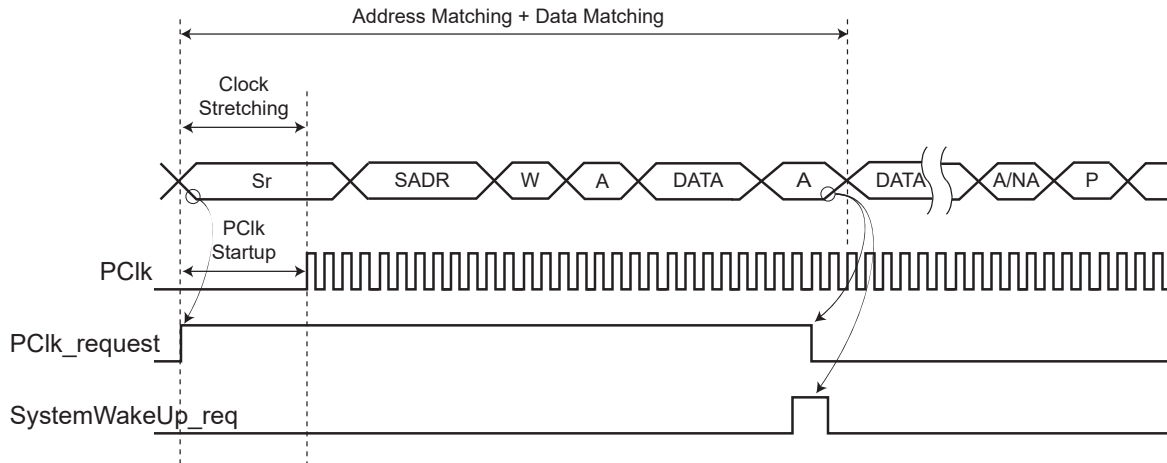 Address Matching + Data Matching
Clock
Stretching
Sr
SADR
W
A
DATA
A
DATA
A/NA
P
PClk
Startup
PClk
PClk_request
SystemWakeUp_req